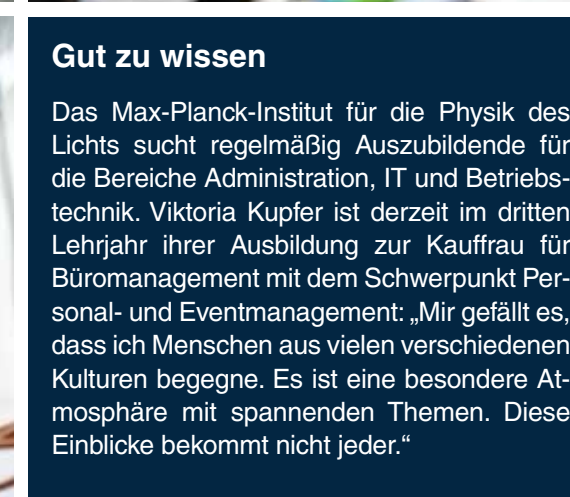 Gut zu wissen
Das Max-Planck-Institut für die Physik des
Lichts sucht regelmäßig Auszubildende für
die Bereiche Administration, IT und Betriebs-
technik. Viktoria Kupfer ist derzeit im dritten
Lehrjahr ihrer Ausbildung zur Kauffrau für
Büromanagement mit dem Schwerpunkt Per-
sonal- und Eventmanagement: „Mir gefällt es,
dass ich Menschen aus vielen verschiedenen
Kulturen begegne. Es ist eine besondere At-
mosphäre mit spannenden Themen. Diese
Einblicke bekommt nicht jeder.“